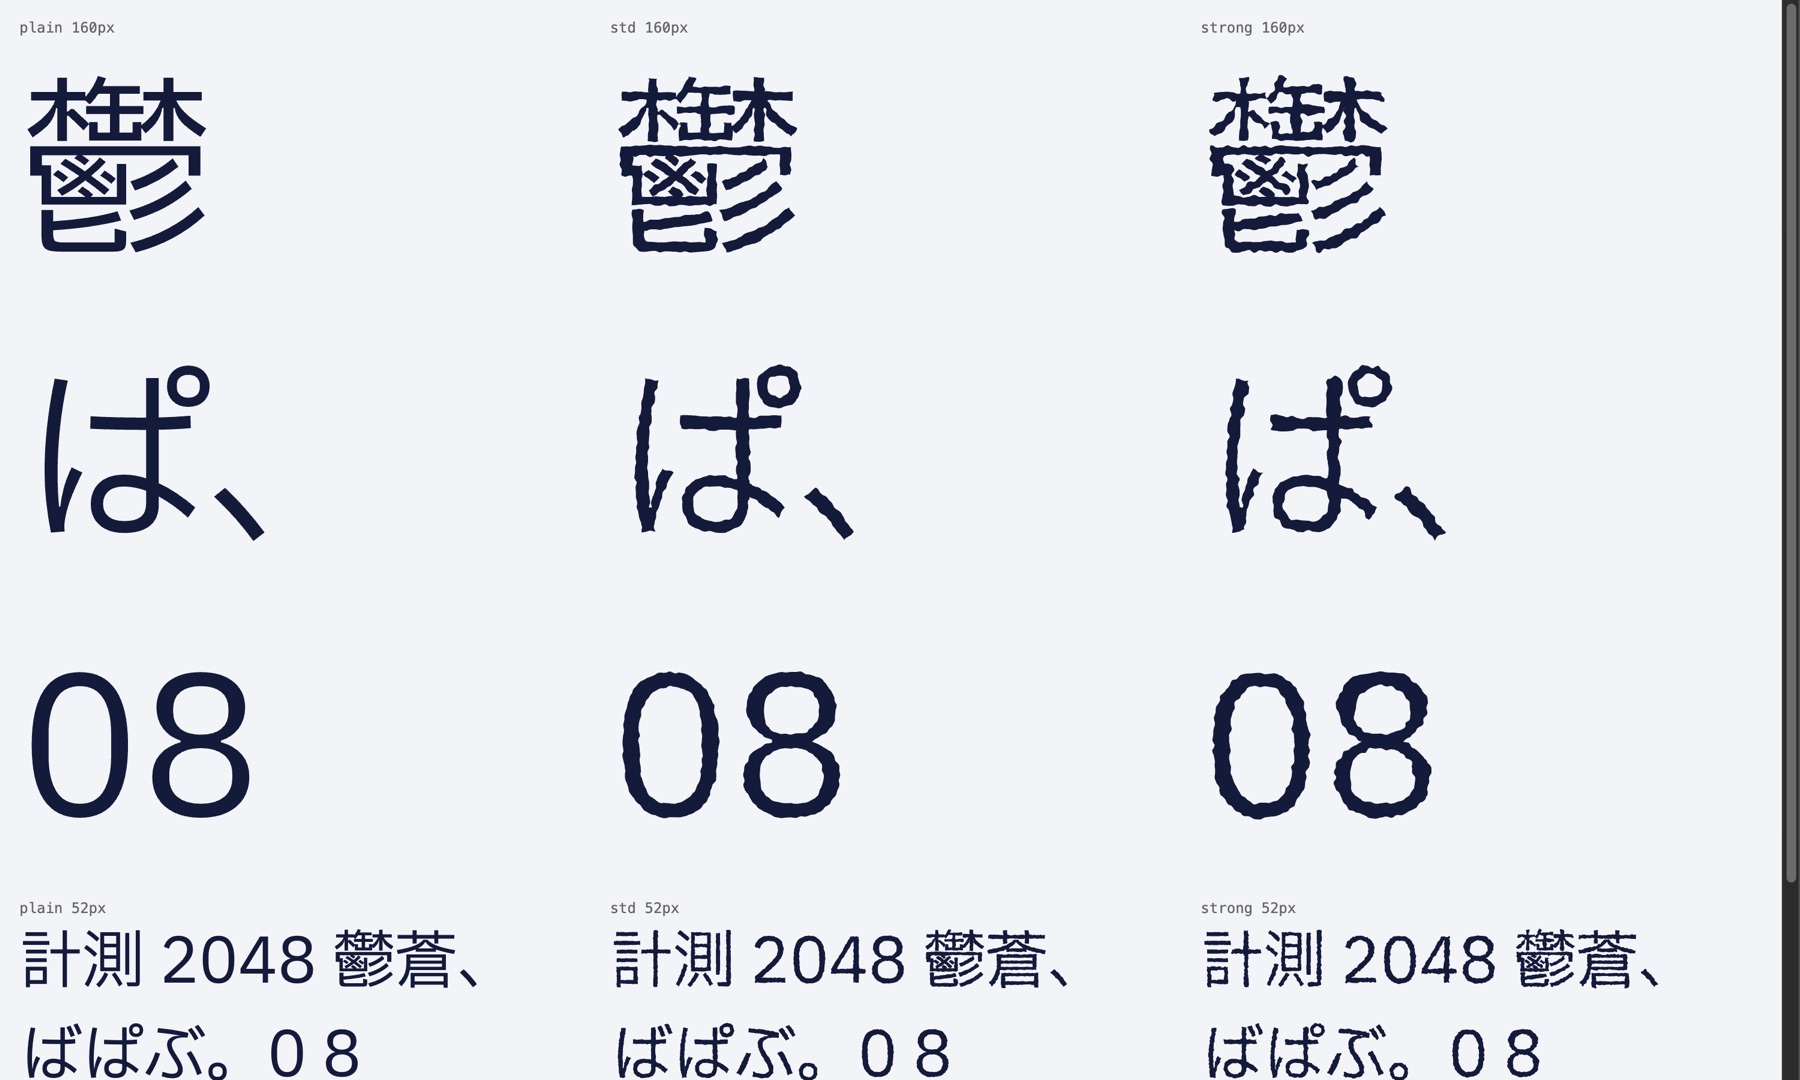 plain 160px std 160px strong 160px
鬱 鬱 鬱
ぱ、 ぱ、 ぱ、
08 08 08
plain 52px std 52px strong 52px
計測 2048 鬱蒼、 計測 2048 鬱蒼、 計測 2048 鬱蒼、
ばぱぶ。0 8 ばぱぶ。0 8 ばぱぶ。0 8